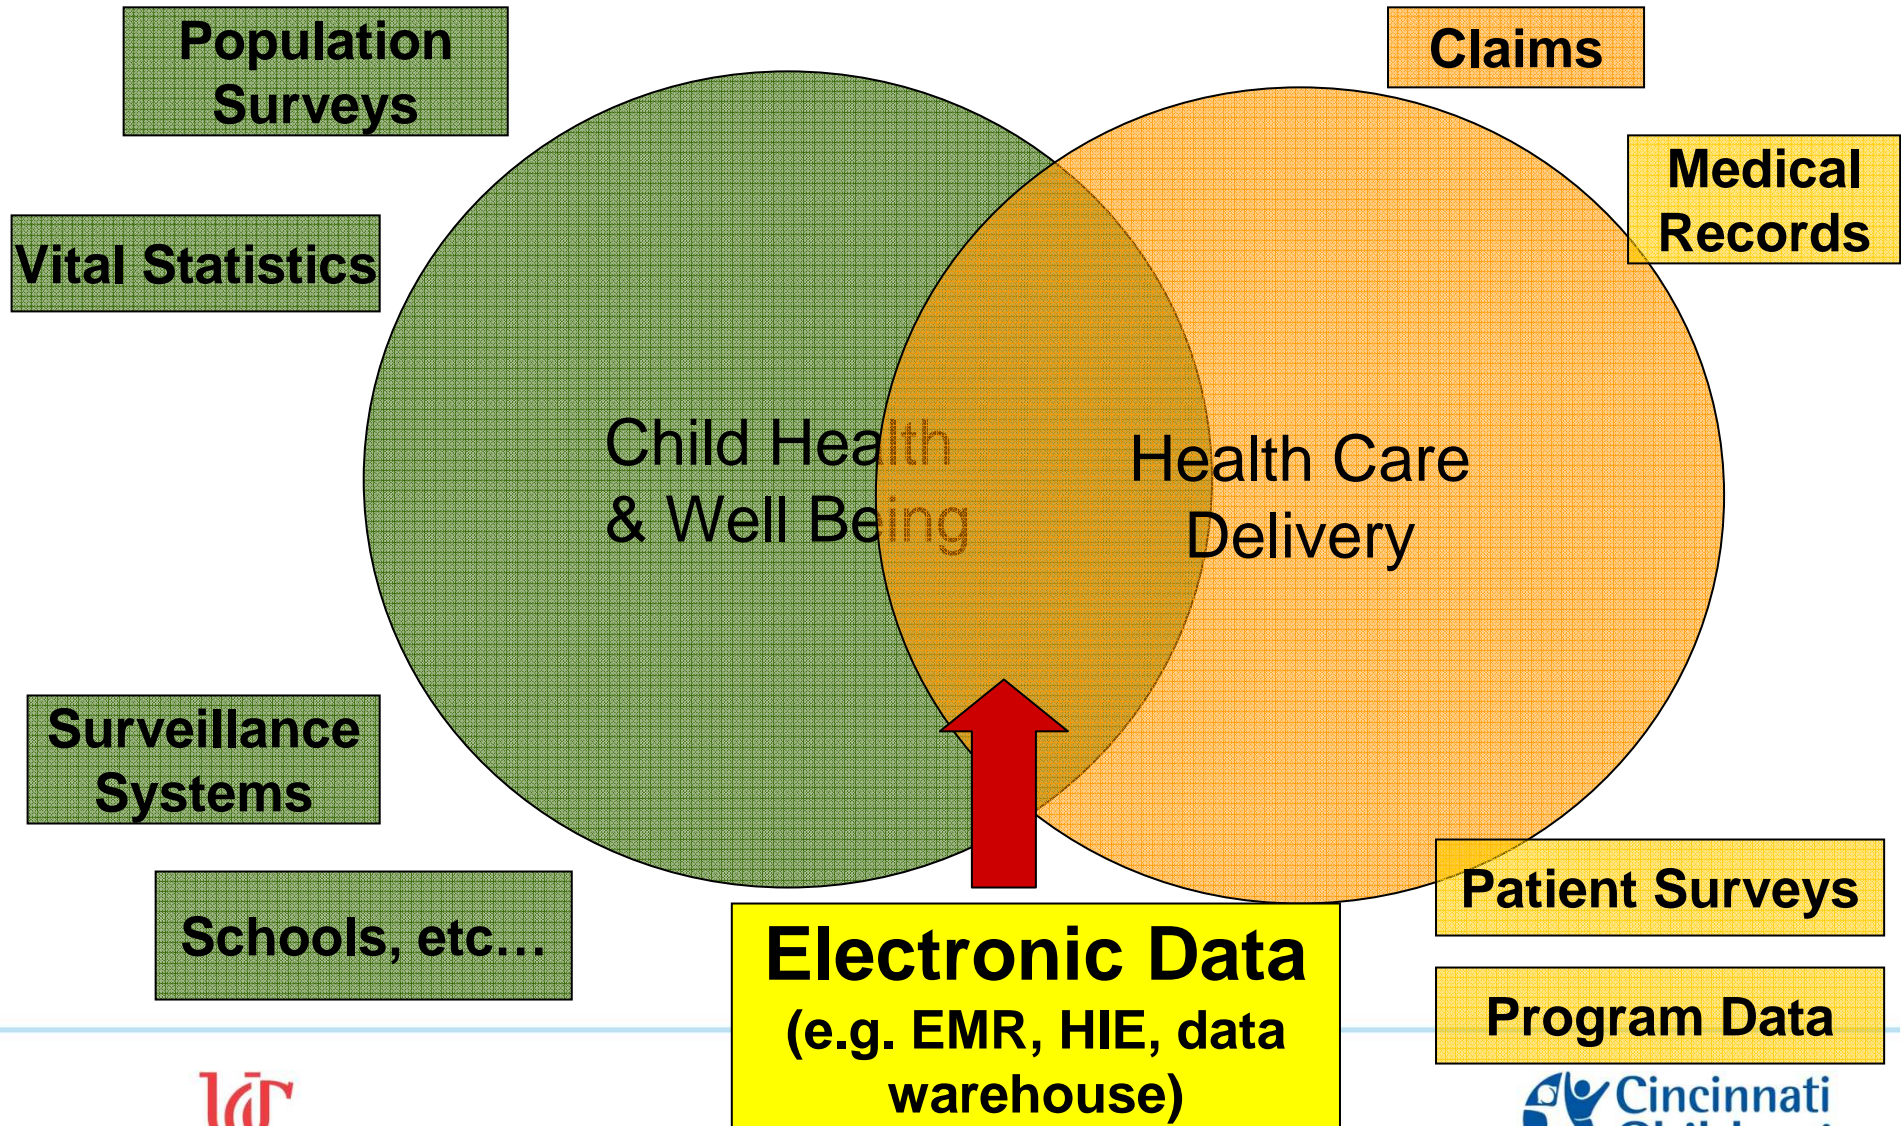 Population
Surveys
Claims
Medical
Records
Vital Statistics
Child Health
& Well Being
Health Care
Delivery
Surveillance
Systems
Schools, etc…
Patient Surveys
Electronic Data
(e.g. EMR, HIE, data
warehouse)
Program Data
Cincinnati